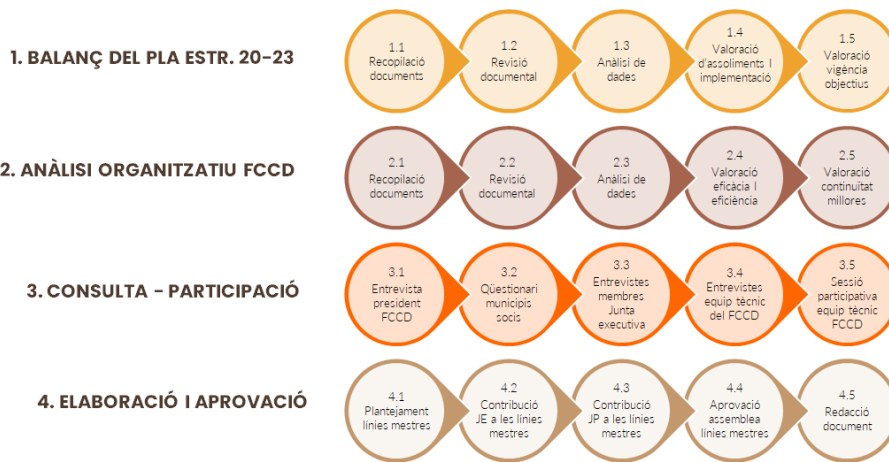 1. BALANÇ DEL PLA ESTR. 20-23
1.1
Recopilació
documents
1.2
Revisió
documental
1.3
Anàlisi de
dades
1.4
Valoració
d'assoliments I
implementació
1.5
Valoració
vigència
objectius
2. ANÀLISI ORGANITZATIU FCCD
2.1
Recopilació
documents
2.2
Revisió
documental
2.3
Anàlisi de
dades
2.4
Valoració
eficàcia I
eficiència
2.5
Valoració
continuïtat
millores
3. CONSULTA - PARTICIPACIÓ
3.1
Entrevista
president
FCCD
3.2
Qüestionari
municipis
socis
3.3
Entrevistes
membres
Junta
executiva
3.4
Entrevistes
equip tècnic
del FCCD
3.5
Sessió
participativa
equip tècnic
FCCD
4. ELABORACIÓ I APROVACIÓ
4.1
Plantejament
línies mestres
4.2
Contribució
JE a les línies
mestres
4.3
Contribució
JP a les línies
mestres
4.4
Aprovació
assemblea
línies mestres
4.5
Redacció
document